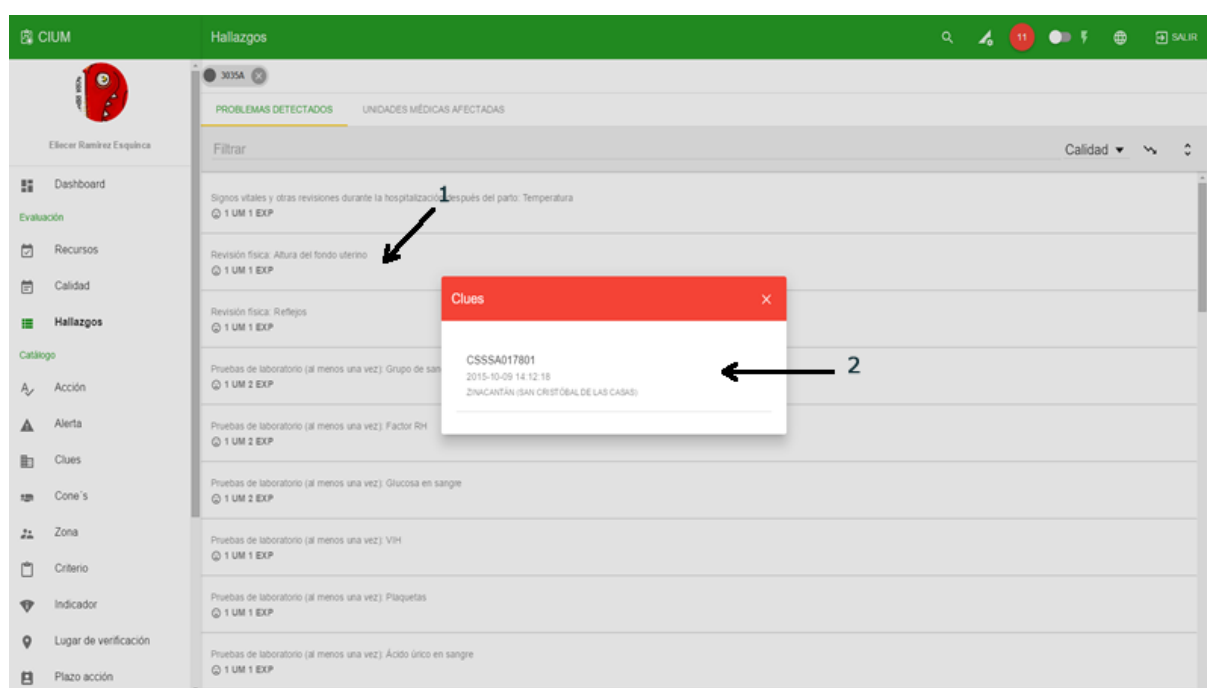 CIUM
Hallazgos
11
SALIR
Eliecer Ramirez Esquinca
Dashboard
Evaluación
Recursos
Calidad
Hallazgos
Catálogo
Acción
Alerta
Clues
Cone´s
Zona
Criterio
Indicador
Lugar de verificación
Plazo acción
3035A
PROBLEMAS DETECTADOS UNIDADES MÉDICAS AFECTADAS
Filtrar Calidad
1
Signos vitales y otras revisiones durante la hospitalización después del parto: Temperatura
1 UM 1 EXP
Revisión física: Altura del fondo uterino
1 UM 1 EXP
Revisión física: Reflejos
1 UM 1 EXP
Pruebas de laboratorio (al menos una vez): Grupo de san
1 UM 2 EXP
Pruebas de laboratorio (al menos una vez): Factor RH
1 UM 2 EXP
Pruebas de laboratorio (al menos una vez): Glucosa en sangre
1 UM 2 EXP
Pruebas de laboratorio (al menos una vez): VIH
1 UM 1 EXP
Pruebas de laboratorio (al menos una vez): Plaquetas
1 UM 1 EXP
Pruebas de laboratorio (al menos una vez): Ácido úrico en sangre
1 UM 1 EXP
Clues
CSSSA017801
2015-10-09 14:12:18
ZINACANTÁN (SAN CRISTÓBAL DE LAS CASAS)
2